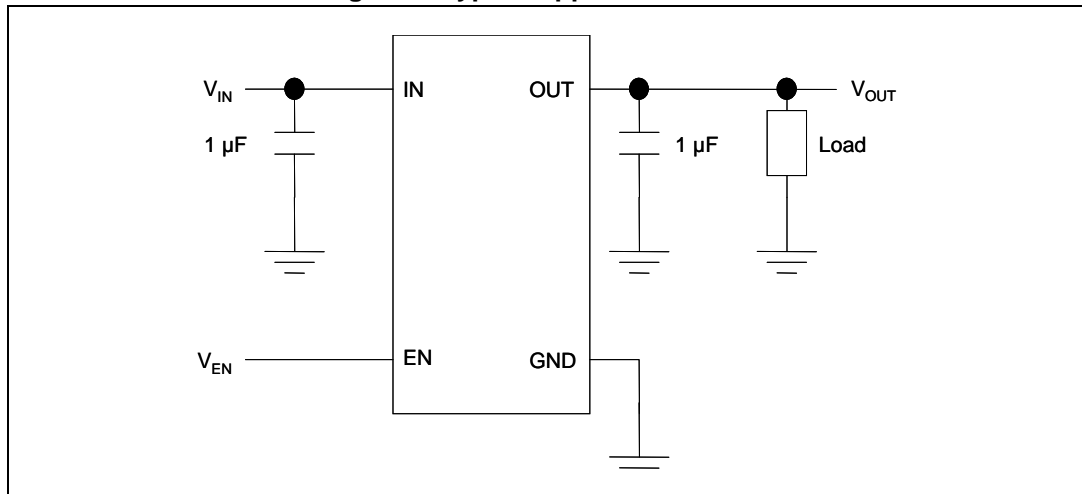 V_IN
IN
OUT
V_OUT
1 µF
1 µF
Load
V_EN
EN
GND